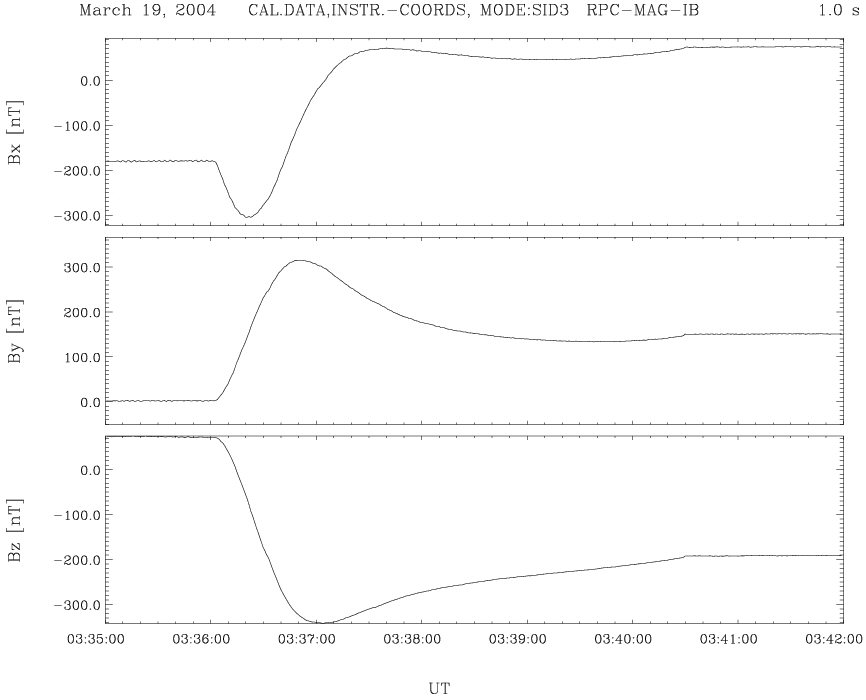 March 19, 2004 CAL.DATA,INSTR.-COORDS, MODE:SID3 RPC-MAG-IB 1.0 s
Bx [nT]
0.0
-100.0
-200.0
-300.0
By [nT]
300.0
200.0
100.0
0.0
Bz [nT]
0.0
-100.0
-200.0
-300.0
03:35:00 03:36:00 03:37:00 03:38:00 03:39:00 03:40:00 03:41:00 03:42:00
UT